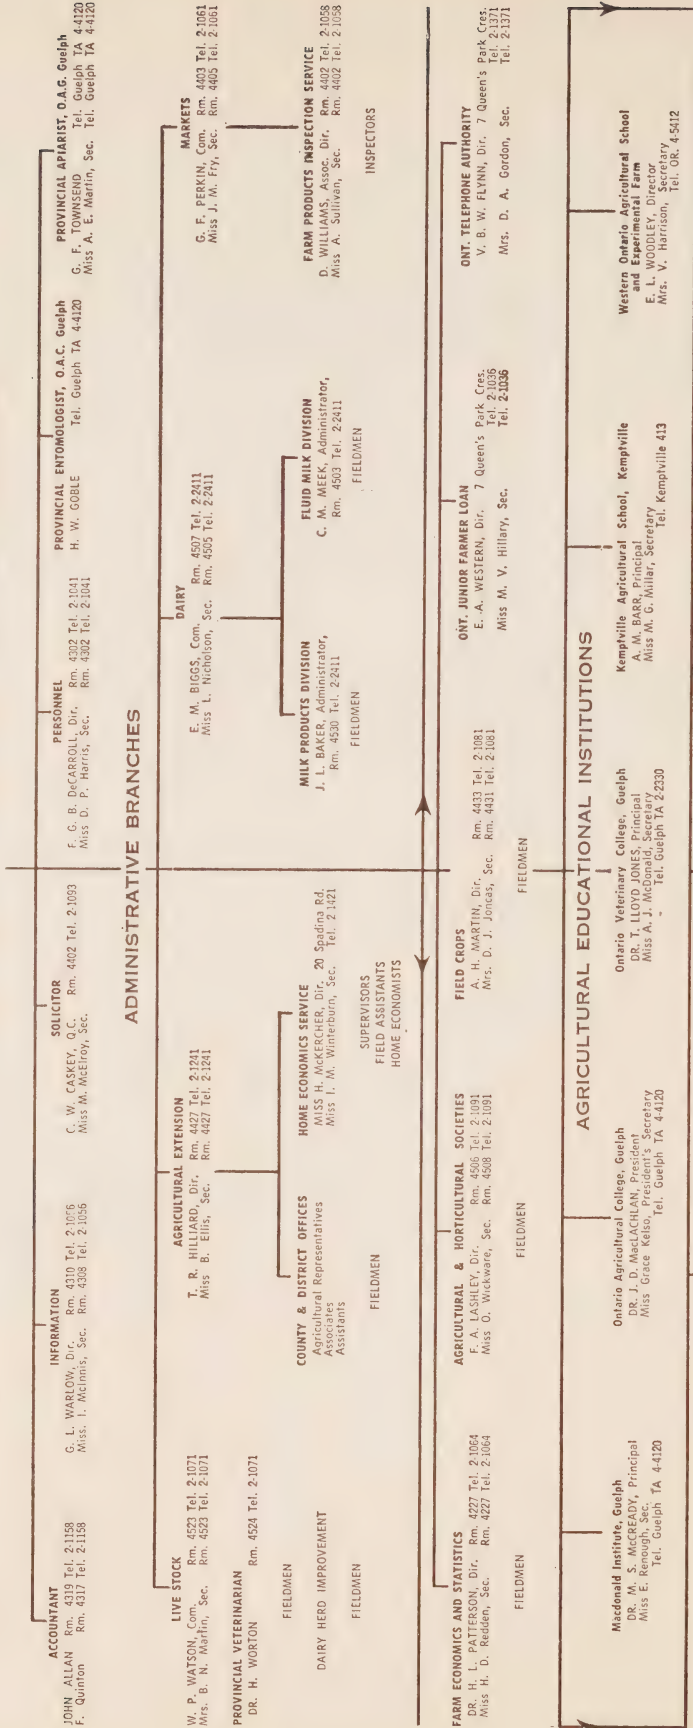 ACCOUNTANT
JOHN ALLAN Rm. 4319 Tel. 2-1158
F. Quinton Rm. 4317 Tel. 2-1158
INFORMATION
G. L. WARLOW, Dir. Rm. 4310 Tel. 2-1056
Miss. I. McInnis, Sec. Rm. 4308 Tel. 2-1056
SOLICITOR
C. W. CASKEY, Q.C. Rm. 4402 Tel. 2-1093
Miss M. McElroy, Sec.
PERSONNEL
F. G. B. DeCARROLL, Dir. Rm. 4302 Tel. 2-1041
Miss D. P. Harris, Sec. Rm. 4302 Tel. 2-1041
PROVINCIAL ENTOMOLOGIST, O.A.C. Guelph
H. W. GOBLE Tel. Guelph TA 4-4120
PROVINCIAL APIARIST, O.A.G. Guelph
G. F. TOWNSEND Tel. Guelph TA 4-4120
Miss A. E. Martin, Sec. Tel. Guelph TA 4-4120
ADMINISTRATIVE BRANCHES
LIVE STOCK
W. P. WATSON, Com. Rm. 4523 Tel. 2-1071
Mrs. B. N. Martin, Sec. Rm. 4523 Tel. 2-1071
PROVINCIAL VETERINARIAN
DR. H. WORTON Rm. 4524 Tel. 2-1071
FIELDMEN
DAIRY HERD IMPROVEMENT
FIELDMEN
AGRICULTURAL EXTENSION
T. R. HILLIARD, Dir. Rm. 4427 Tel. 2-1241
Miss B. Ellis, Sec. Rm. 4427 Tel. 2-1241
COUNTY & DISTRICT OFFICES
Agricultural Representatives
Associates
Assistants
FIELDMEN
HOME ECONOMICS SERVICE
MISS H. McKERCHER, Dir. 20 Spadina Rd.
Miss I. M. Winterburn, Sec. Tel. 2 1421
SUPERVISORS
FIELD ASSISTANTS
HOME ECONOMISTS
DAIRY
E. M. BIGGS, Com. Rm. 4507 Tel. 2-2411
Miss L. Nicholson, Sec. Rm. 4505 Tel. 2-2411
MILK PRODUCTS DIVISION
J. L. BAKER, Administrator,
Rm. 4530 Tel. 2-2411
FIELDMEN
FLUID MILK DIVISION
C. M. MEEK, Administrator,
Rm. 4503 Tel. 2-2411
FIELDMEN
MARKETS
G. F. PERKIN, Com. Rm. 4403 Tel. 2-1061
Miss J. M. Fry, Sec. Rm. 4405 Tel. 2-1061
FARM PRODUCTS INSPECTION SERVICE
D. WILLIAMS, Assoc. Dir. Rm. 4402 Tel. 2-1058
Miss A. Sullivan, Sec. Rm. 4402 Tel. 2-1058
INSPECTORS
FARM ECONOMICS AND STATISTICS
DR. H. L. PATTERSON, Dir. Rm. 4227 Tel. 2-1064
Miss H. D. Redden, Sec. Rm. 4227 Tel. 2-1064
FIELDMEN
AGRICULTURAL & HORTICULTURAL SOCIETIES
F. A. LASHLEY, Dir. Rm. 4506 Tel. 2-1091
Miss O. Wickware, Sec. Rm. 4508 Tel. 2-1091
FIELDMEN
FIELD CROPS
A. H. MARTIN, Dir. Rm. 4433 Tel. 2-1081
Mrs. D. J. Joncas, Sec. Rm. 4431 Tel. 2-1081
FIELDMEN
ONT. JUNIOR FARMER LOAN
E. A. WESTERN, Dir. 7 Queen's Park Cres.
Tel. 2-1036
Miss M. V. Hillary, Sec. Tel. 2-1036
ONT. TELEPHONE AUTHORITY
V. B. W. FLYNN, Dir. 7 Queen's Park Cres.
Tel. 2-1371
Mrs. D. A. Gordon, Sec. Tel. 2-1371
AGRICULTURAL EDUCATIONAL INSTITUTIONS
Macdonald Institute, Guelph
DR. M. S. McCREADY, Principal
Miss E. Renough, Sec.
Tel. Guelph TA 4-4120
Ontario Agricultural College, Guelph
DR. J. D. MacLACHLAN, President
Miss Grace Kelso, President's Secretary
Tel. Guelph TA 4-4120
Ontario Veterinary College, Guelph
DR. T. LLOYD JONES, Principal
Miss A. J. McDonald, Secretary
Tel. Guelph TA 2-2330
Kemptville Agricultural School, Kemptville
A. M. BARR, Principal
Miss M. G. Millar, Secretary
Tel. Kemptville 413
Western Ontario Agricultural School
and Experimental Farm
E. L. WOODLEY, Director
Mrs. V. Harrison, Secretary
Tel. OR. 4-5412